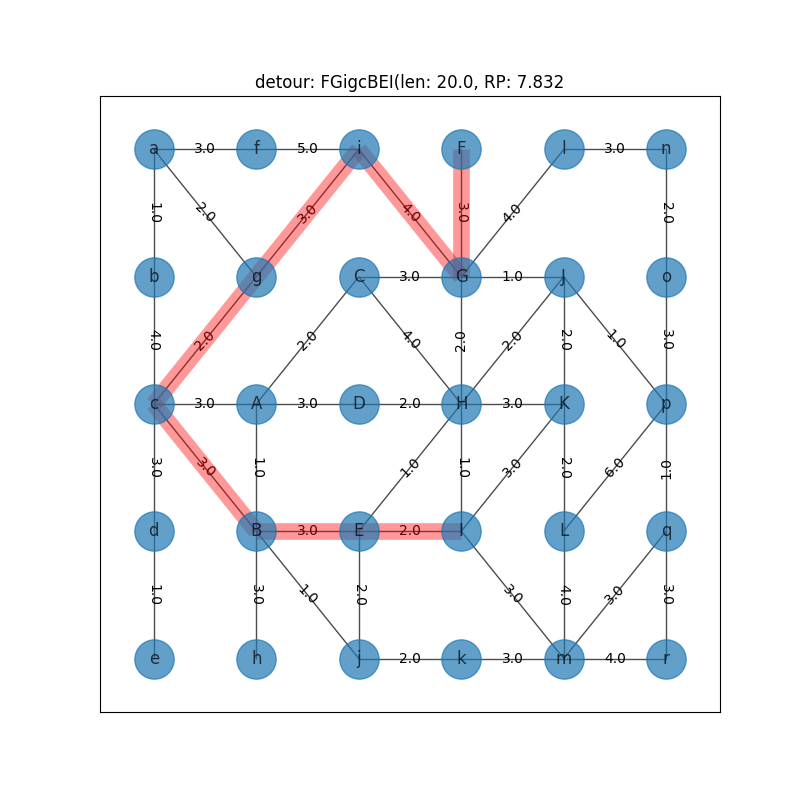 detour: FGigcBEI(len: 20.0, RP: 7.832
a 3.0 f 5.0 i F l 3.0 n
1.0 2.0 3.0 4.0 3.0 4.0 2.0
b g C 3.0 G 1.0 J o
4.0 2.0 2.0 4.0 2.0 2.0 2.0 1.0 3.0
c 3.0 A 3.0 D 2.0 H 3.0 K p
3.0 3.0 1.0 1.0 1.0 3.0 2.0 6.0 1.0
d B 3.0 E 2.0 I L q
1.0 3.0 1.0 2.0 3.0 4.0 3.0 3.0
e h j 2.0 k 3.0 m 4.0 r